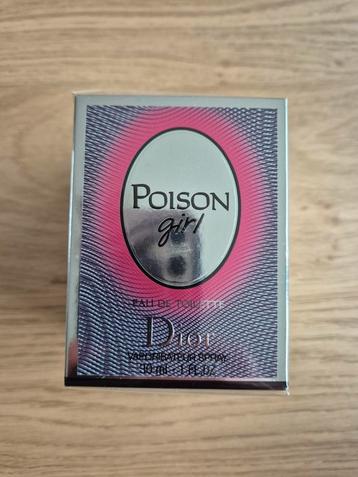 POISON
girl
EAU DE TOILETTE
Dior
VAPORISATEUR SPRAY
30 ml - 1 FL.OZ